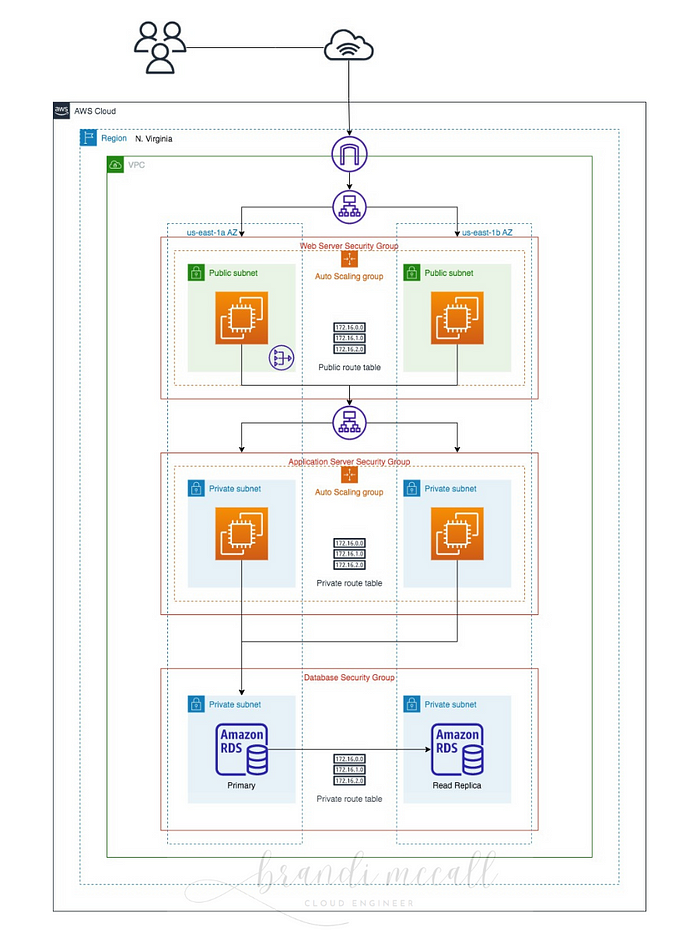 aws AWS Cloud
Region N. Virginia
VPC
us-east-1a AZ
us-east-1b AZ
Web Server Security Group
Public subnet
Auto Scaling group
Public subnet
172.16.0.0
172.16.1.0
172.16.2.0
Public route table
Application Server Security Group
Private subnet
Auto Scaling group
Private subnet
172.16.0.0
172.16.1.0
172.16.2.0
Private route table
Database Security Group
Private subnet
Private subnet
Amazon
RDS
Amazon
RDS
172.16.0.0
172.16.1.0
172.16.2.0
Primary
Read Replica
Private route table
brandi mccall
CLOUD ENGINEER